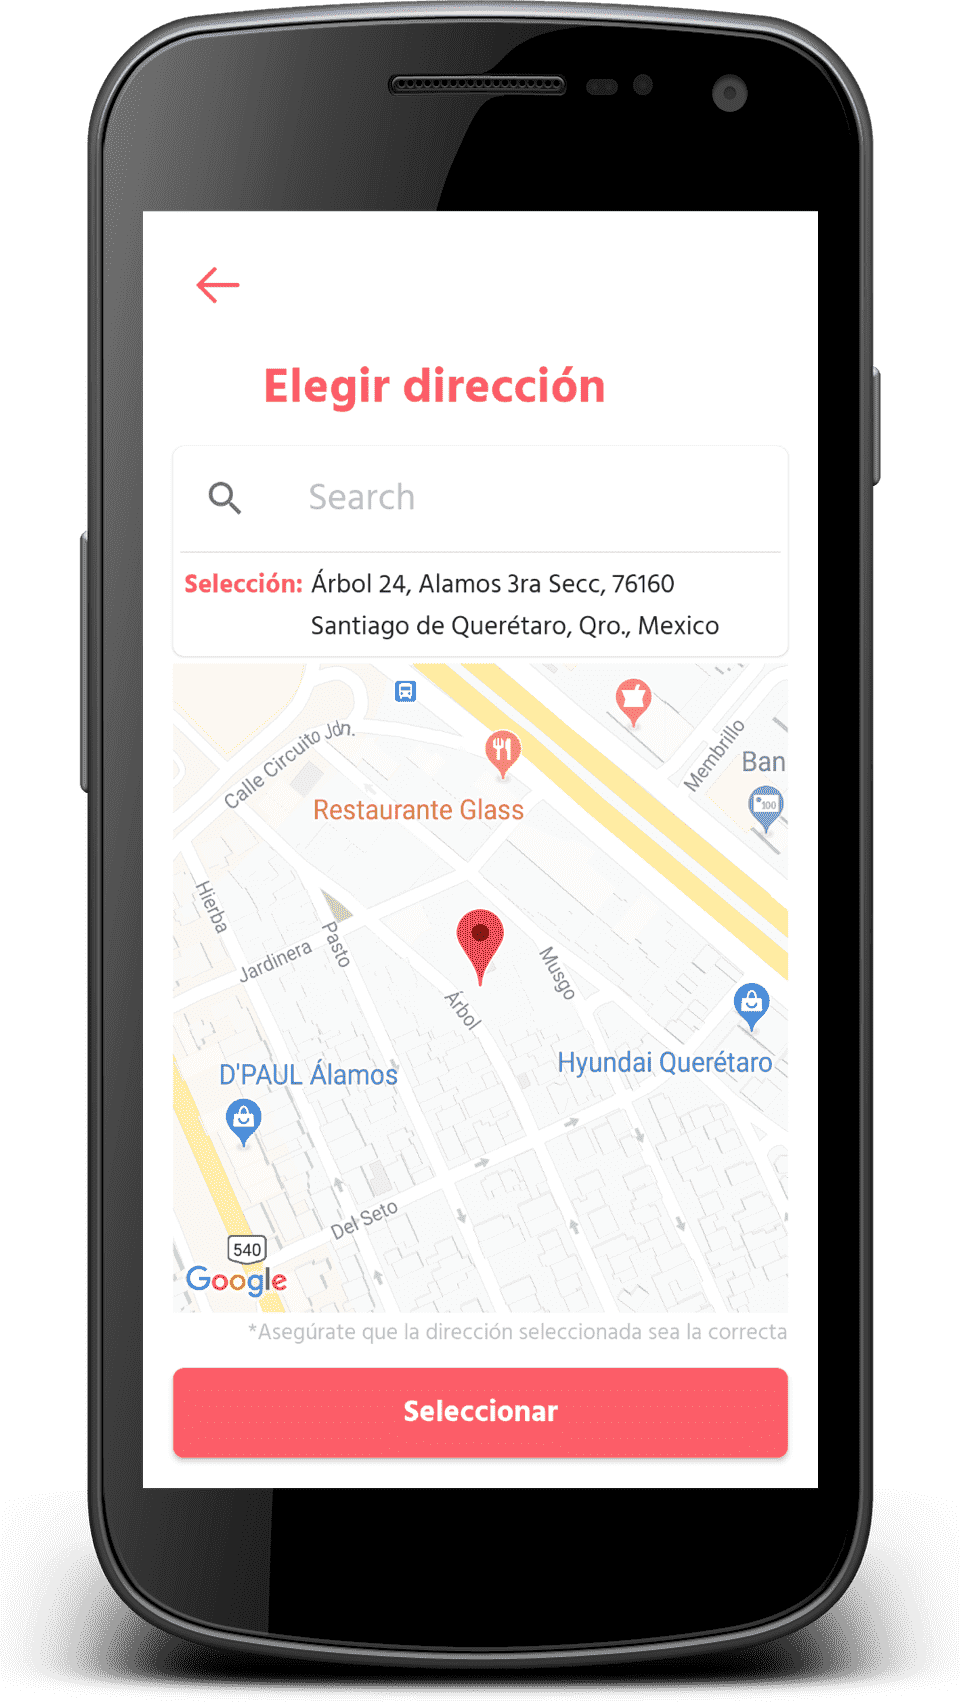 Elegir dirección
Search
Selección: Árbol 24, Alamos 3ra Secc, 76160
Santiago de Querétaro, Qro., Mexico
Calle Circuito Jdn.
Membrillo
Ban
100
Restaurante Glass
Hierba
Pasto
Jardinera
Musgo
Árbol
Hyundai Querétaro
D'PAUL Álamos
Del Seto
540
Google
*Asegúrate que la dirección seleccionada sea la correcta
Seleccionar